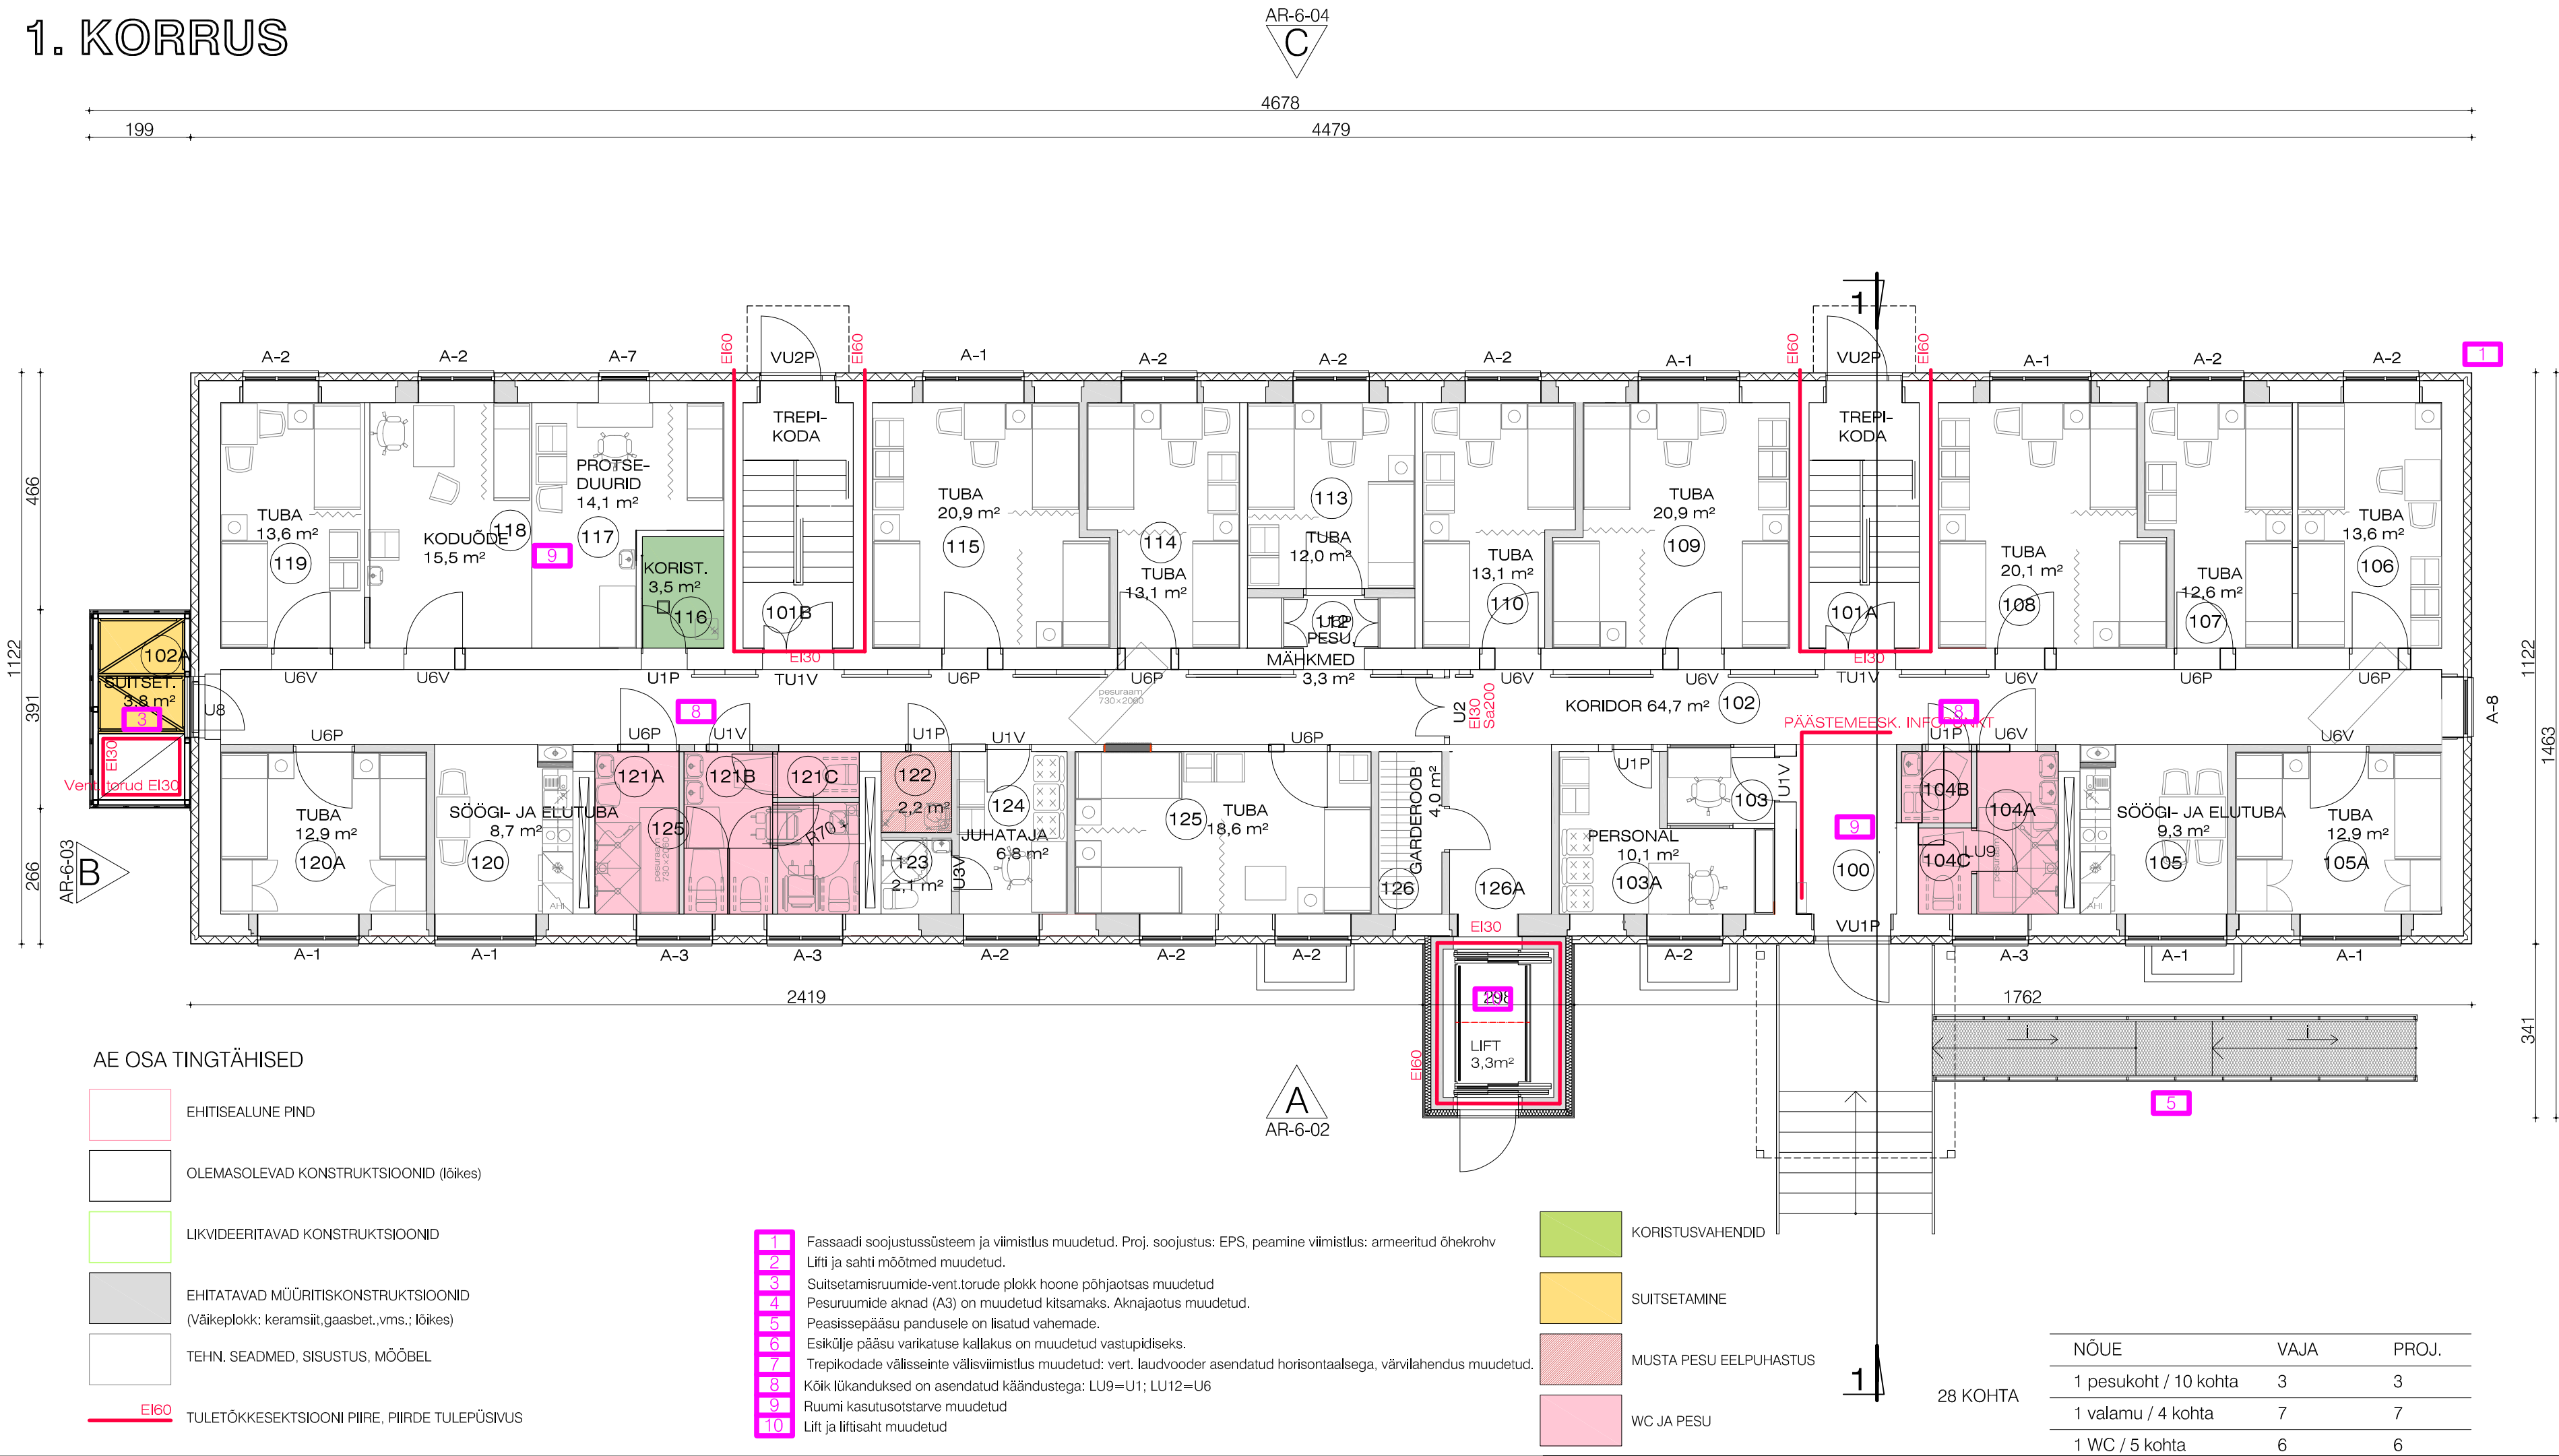 1. KORRUS
AR-6-04
C
4678
199
4479
1
1
A-2
A-2
A-7
EI60
VU2P
EI60
A-1
A-2
A-2
A-2
A-1
EI60
VU2P
EI60
A-1
A-2
A-2
TREPI-
KODA
TREPI-
KODA
466
391
266
1122
TUBA
13,6 m²
119
KODUÕDE
15,5 m²
118
9
PROTSE-
DUURID
14,1 m²
117
KORIST.
3,5 m²
116
101B
EI30
TUBA
20,9 m²
115
114
TUBA
13,1 m²
113
TUBA
12,0 m²
112
U6P
PESU.
MÄHKMED
3,3 m²
TUBA
13,1 m²
110
TUBA
20,9 m²
109
101A
EI30
TUBA
20,1 m²
108
TUBA
12,6 m²
107
TUBA
13,6 m²
106
102A
SUITSET.
3,8 m²
3
EI30
Vent.torud EI30
U8
U6V
U6V
U1P
TU1V
U6P
U6P
U6V
U6V
TU1V
U6V
U6P
U6P
pesuraam
730x2060
U2
EI30
Sa200
KORIDOR 64,7 m²
102
PÄÄSTEMEESK. INFOPUNKT
8
8
A-8
1122
1463
341
U6P
U6P
U1V
U1P
U1V
U6P
U1P
U1V
U1P
U6V
U6V
TUBA
12,9 m²
120A
SÖÖGI- JA ELUTUBA
8,7 m²
120
AHI
121A
125
pesuraam
730x2060
121B
121C
R70
122
2,2 m²
123
2,1 m²
U3V
124
JUHATAJA
6,8 m²
125
TUBA
18,6 m²
GARDEROOB
4,0 m²
126
126A
PERSONAL
10,1 m²
103A
103
9
100
104B
104A
104C
LU9
SÖÖGI- JA ELUTUBA
9,3 m²
105
AHI
TUBA
12,9 m²
105A
AR-6-03
B
A-1
A-1
A-3
A-3
A-2
A-2
A-2
EI30
A-2
VU1P
A-3
A-1
A-1
2419
298
1762
LIFT
3,3m²
EI60
i
i
5
A
AR-6-02
AE OSA TINGTÄHISED
EHITISEALUNE PIND
OLEMASOLEVAD KONSTRUKTSIOONID (lõikes)
LIKVIDEERITAVAD KONSTRUKTSIOONID
EHITATAVAD MÜÜRITISKONSTRUKTSIOONID
(Väikeplokk: keramsiit,gaasbet.,vms.; lõikes)
TEHN. SEADMED, SISUSTUS, MÖÖBEL
EI60 TULETÕKKESEKTSIOONI PIIRE, PIIRDE TULEPÜSIVUS
1 Fassaadi soojustussüsteem ja viimistlus muudetud. Proj. soojustus: EPS, peamine viimistlus: armeeritud õhekrohv
2 Lifti ja sahti mõõtmed muudetud.
3 Suitsetamisruumide-vent.torude plokk hoone põhjaotsas muudetud
4 Pesuruumide aknad (A3) on muudetud kitsamaks. Aknajaotus muudetud.
5 Peasissepääsu pandusele on lisatud vahemade.
6 Esikülje pääsu varikatuse kallakus on muudetud vastupidiseks.
7 Trepikodade välisseinte välisviimistlus muudetud: vert. laudvooder asendatud horisontaalsega, värvilahendus muudetud.
8 Kõik lükanduksed on asendatud käändustega: LU9=U1; LU12=U6
9 Ruumi kasutusotstarve muudetud
10 Lift ja liftisaht muudetud
KORISTUSVAHENDID
SUITSETAMINE
MUSTA PESU EELPUHASTUS
WC JA PESU
28 KOHTA
NÕUE VAJA PROJ.
1 pesukoht / 10 kohta 3 3
1 valamu / 4 kohta 7 7
1 WC / 5 kohta 6 6